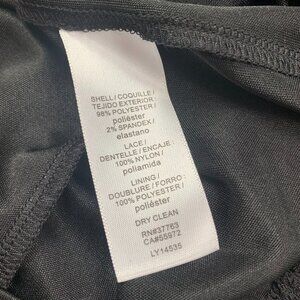 SHELL / COQUILLE /
TEJIDO EXTERIOR:
98% POLYESTER /
poliéster
2% SPANDEX /
elastano
LACE /
DENTELLE / ENCAJE :
100% NYLON /
poliamida
LINING /
DOUBLURE / FORRO :
100% POLYESTER /
poliéster
DRY CLEAN
RN#37763
CA#55972
LY14535